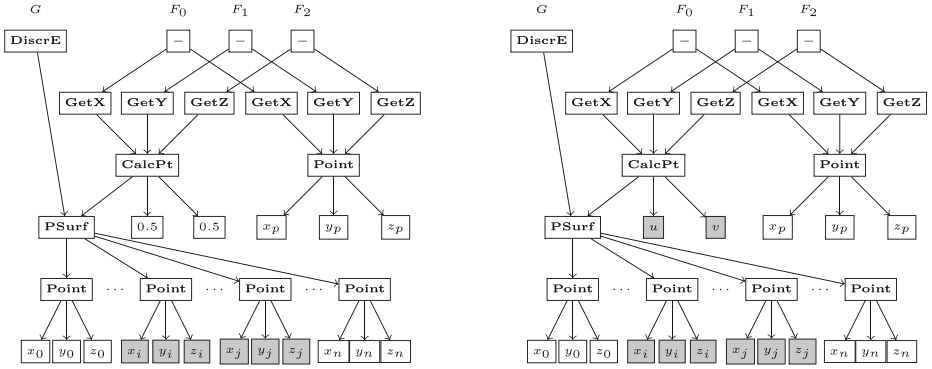 G F₀ F₁ F₂ G F₀ F₁ F₂
DiscrE − − − DiscrE − − −
GetX GetY GetZ GetX GetY GetZ GetX GetY GetZ GetX GetY GetZ
CalcPt Point CalcPt Point
PSurf 0.5 0.5 xₚ yₚ zₚ PSurf u v xₚ yₚ zₚ
Point ··· Point ··· Point ··· Point Point ··· Point ··· Point ··· Point
x₀ y₀ z₀ xᵢ yᵢ zᵢ xⱼ yⱼ zⱼ xₙ yₙ zₙ x₀ y₀ z₀ xᵢ yᵢ zᵢ xⱼ yⱼ zⱼ xₙ yₙ zₙ